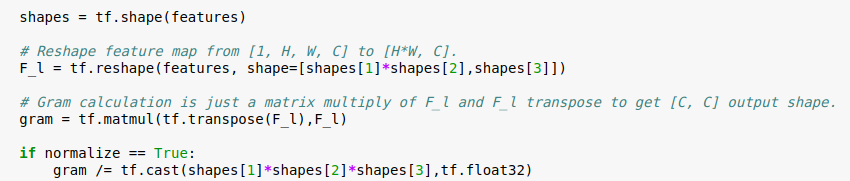 shapes = tf.shape(features)
# Reshape feature map from [1, H, W, C] to [H*W, C].
F_l = tf.reshape(features, shape=[shapes[1]*shapes[2],shapes[3]])
# Gram calculation is just a matrix multiply of F_l and F_l transpose to get [C, C] output shape.
gram = tf.matmul(tf.transpose(F_l),F_l)
if normalize == True:
    gram /= tf.cast(shapes[1]*shapes[2]*shapes[3],tf.float32)